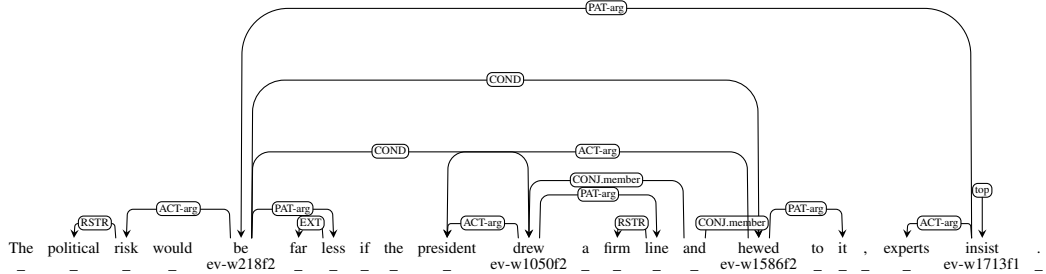 PAT-arg
COND
COND ACT-arg
CONJ.member
PAT-arg
top
ACT-arg PAT-arg PAT-arg
RSTR EXT ACT-arg RSTR CONJ.member ACT-arg
The political risk would be far less if the president drew a firm line and hewed to it , experts insist .
_ _ _ _ ev-w218f2 _ _ _ _ _ ev-w1050f2 _ _ _ _ ev-w1586f2 _ _ _ _ ev-w1713f1 _